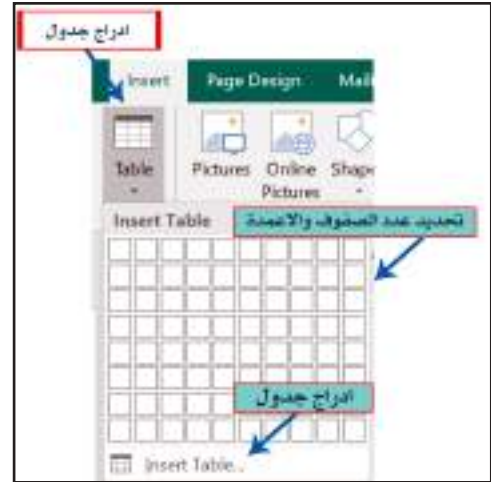 ادراج جدول
Insert Page Design Mail
Table Pictures Online Pictures Shape
Insert Table
تحديد عدد الصفوف والاعمدة
ادراج جدول
Insert Table...